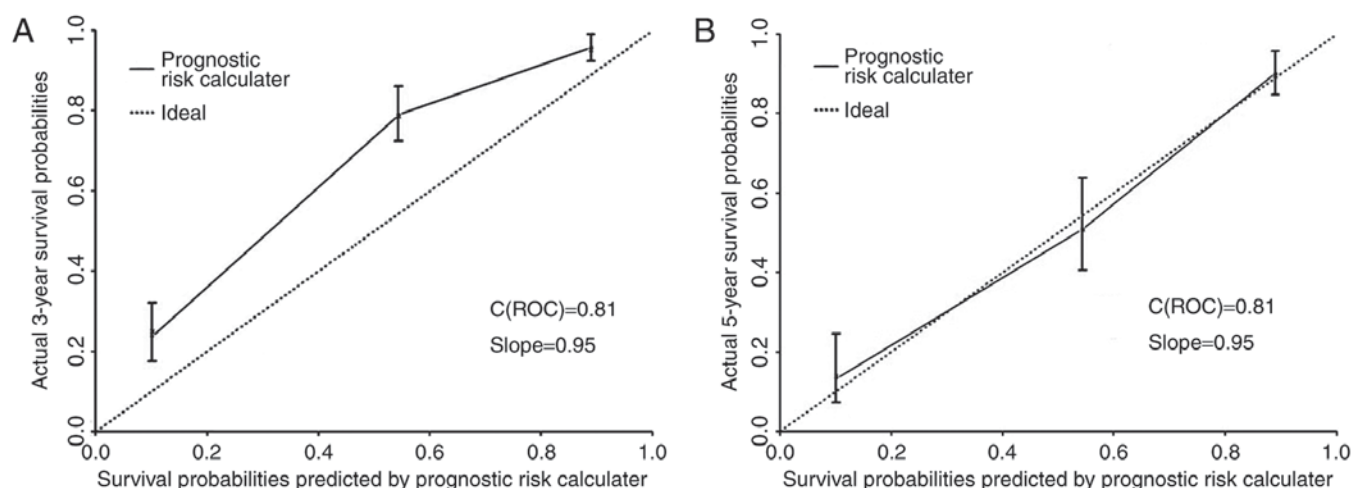 A
Prognostic
risk calculater
Ideal
Actual 3-year survival probabilities
1.0
0.8
0.6
0.4
0.2
0.0
C(ROC)=0.81
Slope=0.95
0.0
0.2
0.4
0.6
0.8
1.0
Survival probabilities predicted by prognostic risk calculater
B
Prognostic
risk calculater
Ideal
Actual 5-year survival probabilities
1.0
0.8
0.6
0.4
0.2
0.0
C(ROC)=0.81
Slope=0.95
0.0
0.2
0.4
0.6
0.8
1.0
Survival probabilities predicted by prognostic risk calculater